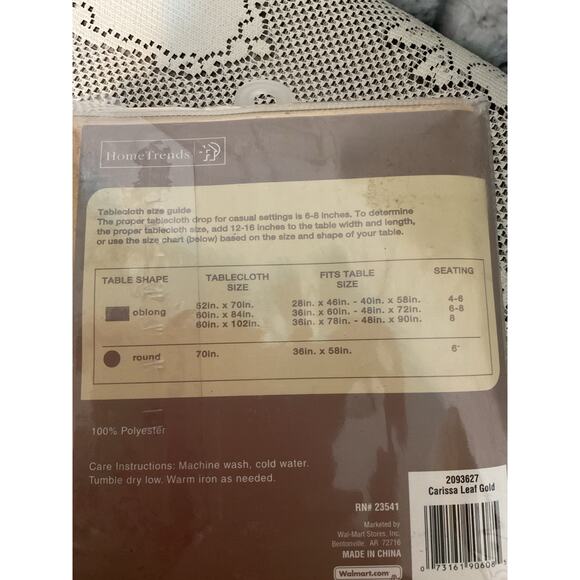 HomeTrends
Tablecloth size guide
The proper tablecloth drop for casual settings is 6-8 inches. To determine
the proper tablecloth size, add 12-16 inches to the table width and length,
or use the size chart (below) based on the size and shape of your table.
TABLE SHAPE TABLECLOTH SIZE FITS TABLE SIZE SEATING
oblong 52in. x 70in. 28in. x 46in. - 40in. x 58in. 4-6
60in. x 84in. 36in. x 60in. - 48in. x 72in. 6-8
60in. x 102in. 36in. x 78in. - 48in. x 90in. 8
round 70in. 36in. x 58in. 6
100% Polyester
Care Instructions: Machine wash, cold water.
Tumble dry low. Warm iron as needed.
2093627
Carissa Leaf Gold
RN# 23541
Marketed by
Wal-Mart Stores, Inc.
Bentonville, AR 72716
MADE IN CHINA
Walmart.com
0 73161 90608 5